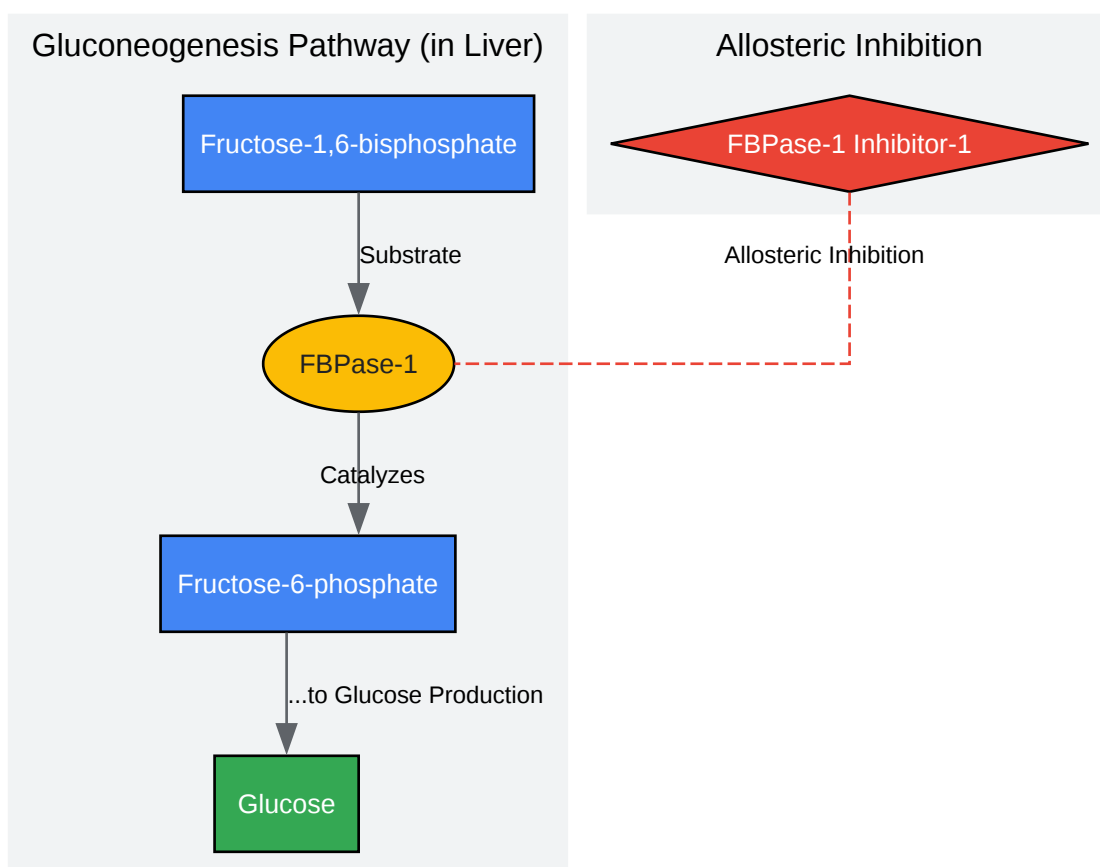 Gluconeogenesis Pathway (in Liver)
Allosteric Inhibition
Fructose-1,6-bisphosphate
FBPase-1 Inhibitor-1
Substrate
Allosteric Inhibition
FBPase-1
Catalyzes
Fructose-6-phosphate
...to Glucose Production
Glucose